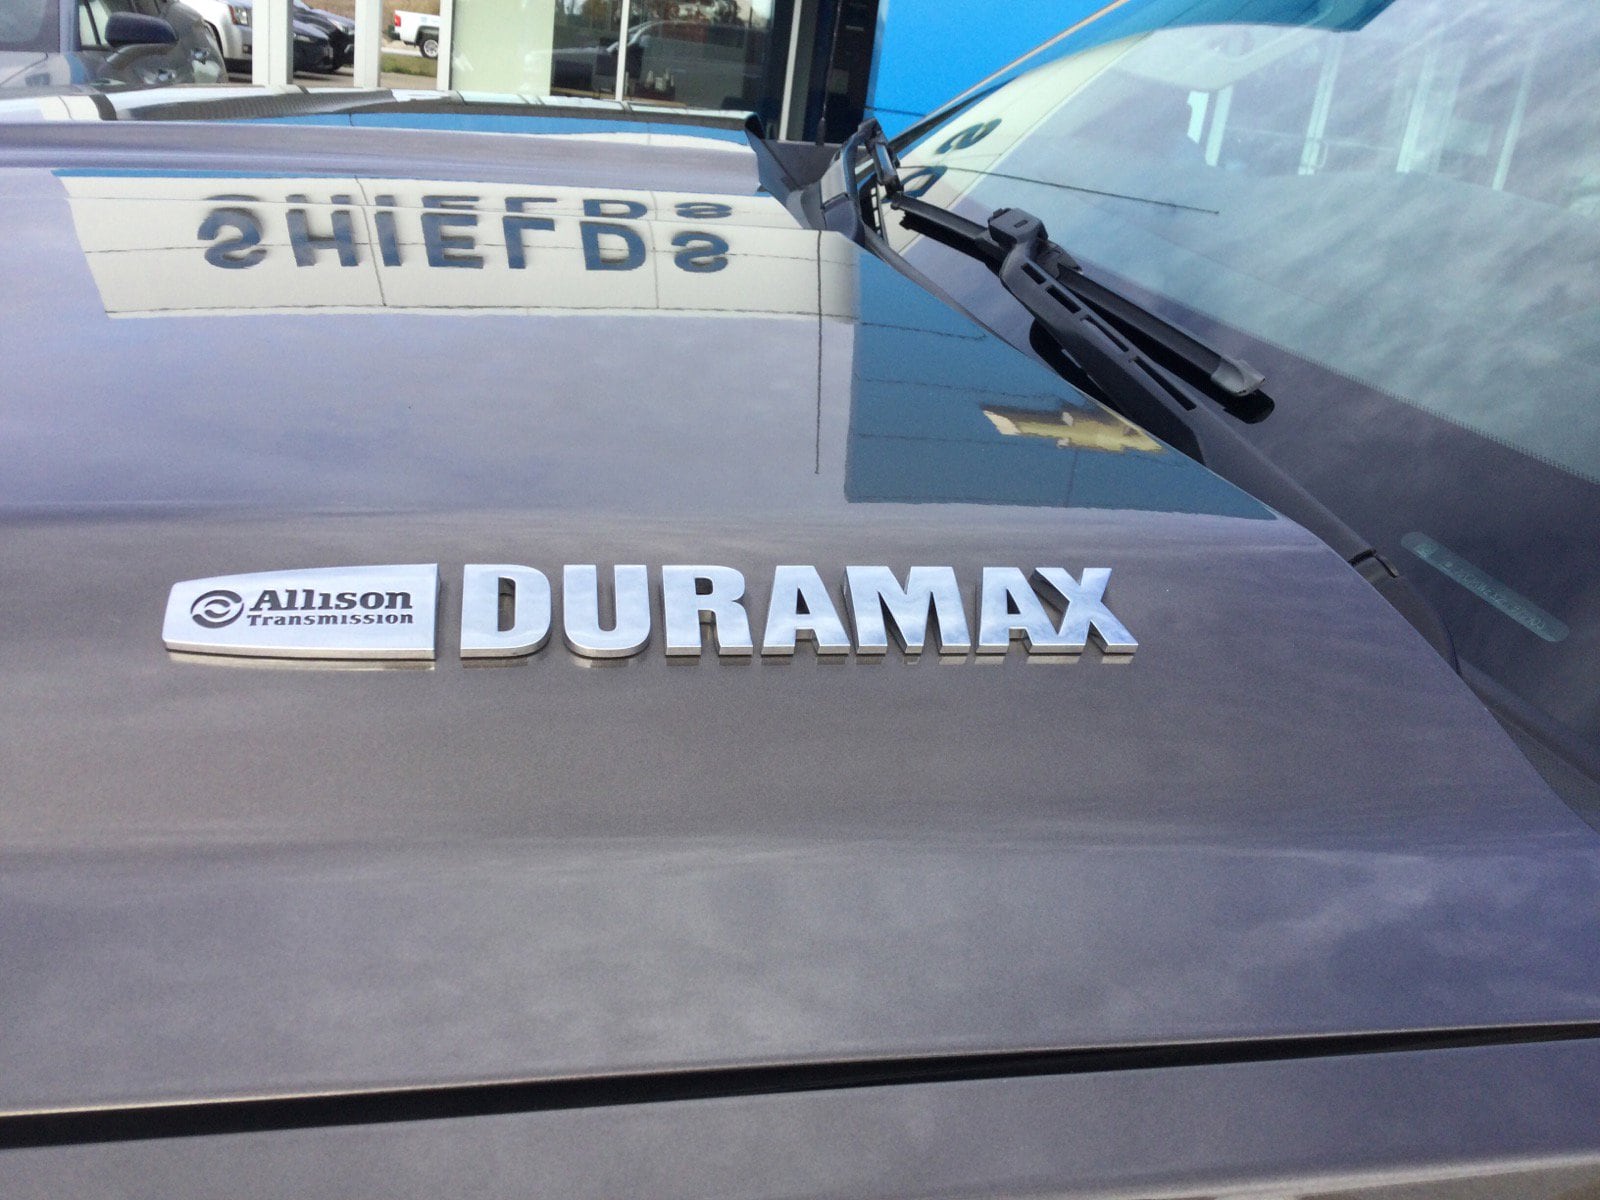 SHIELDS
Allison
Transmission
DURAMAX